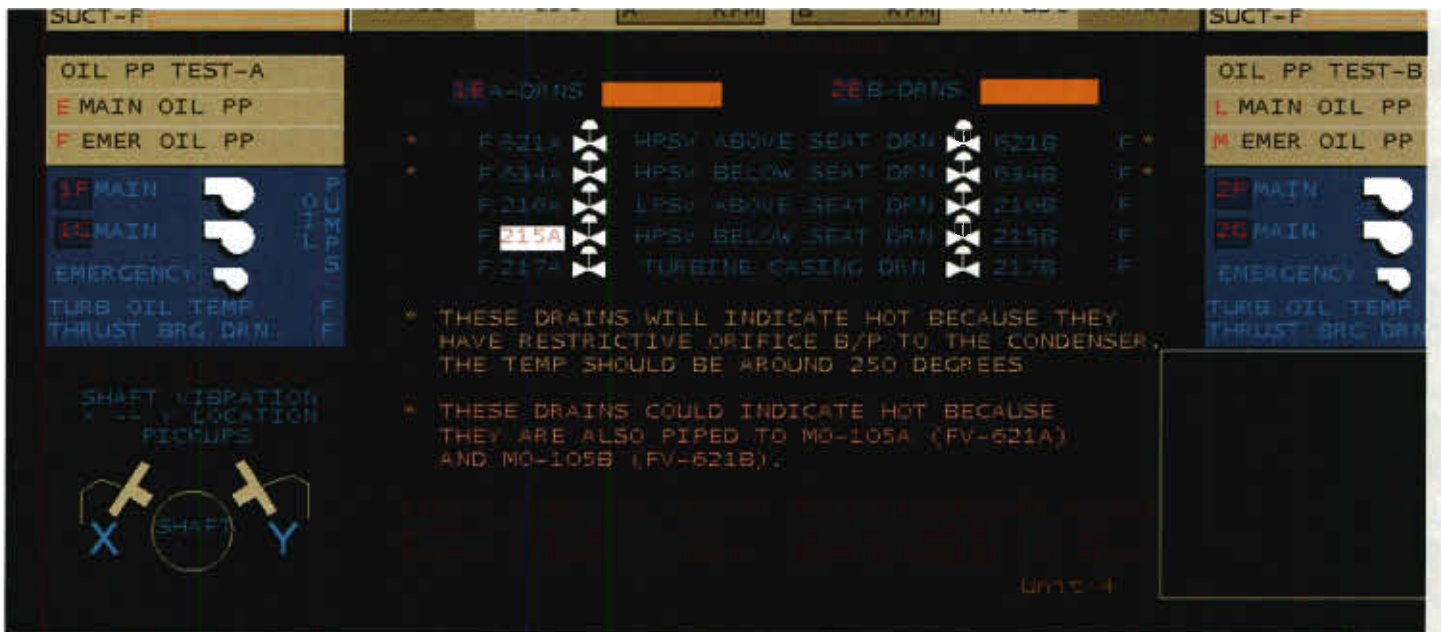 SUCT-F
A RPM
B RPM
SUCT-F
OIL PP TEST-A
E MAIN OIL PP
F EMER OIL PP
1F MAIN
1G MAIN
EMERGENCY
OIL PUMPS
TURB OIL TEMP F
THRUST BRG DRN F
1E A-DRNS
2E B-DRNS
* F 621A HPSV ABOVE SEAT DRN 621B F *
* F 634A HPSV BELOW SEAT DRN 634B F *
F 216A LPSV ABOVE SEAT DRN 216B F
F 215A HPSV BELOW SEAT DRN 215B F
F 217A TURBINE CASING DRN 217B F
* THESE DRAINS WILL INDICATE HOT BECAUSE THEY
HAVE RESTRICTIVE ORIFICE B/P TO THE CONDENSER.
THE TEMP SHOULD BE AROUND 250 DEGREES
* THESE DRAINS COULD INDICATE HOT BECAUSE
THEY ARE ALSO PIPED TO MO-105A (FV-621A)
AND MO-105B (FV-621B).
Unit 4
OIL PP TEST-B
L MAIN OIL PP
M EMER OIL PP
2F MAIN
2G MAIN
EMERGENCY
TURB OIL TEMP
THRUST BRG DRN
SHAFT VIBRATION
X -- Y LOCATION
PICKUPS
X SHAFT Y